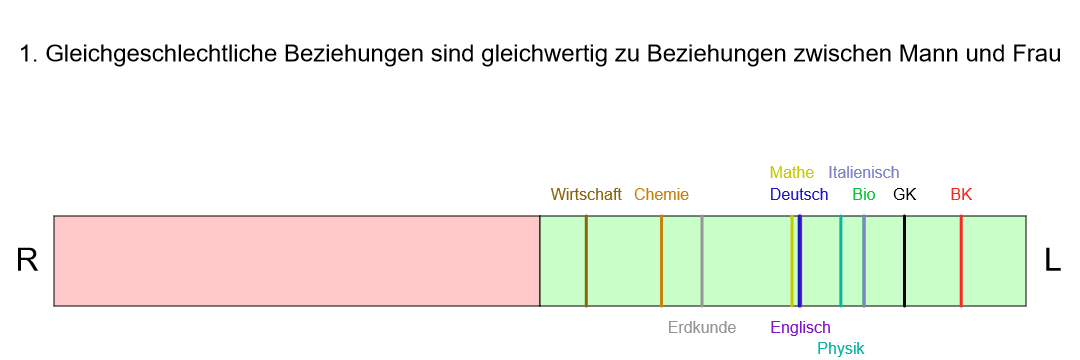 1. Gleichgeschlechtliche Beziehungen sind gleichwertig zu Beziehungen zwischen Mann und Frau
Mathe Italienisch
Wirtschaft Chemie Deutsch Bio GK BK
R L
Erdkunde Englisch
Physik